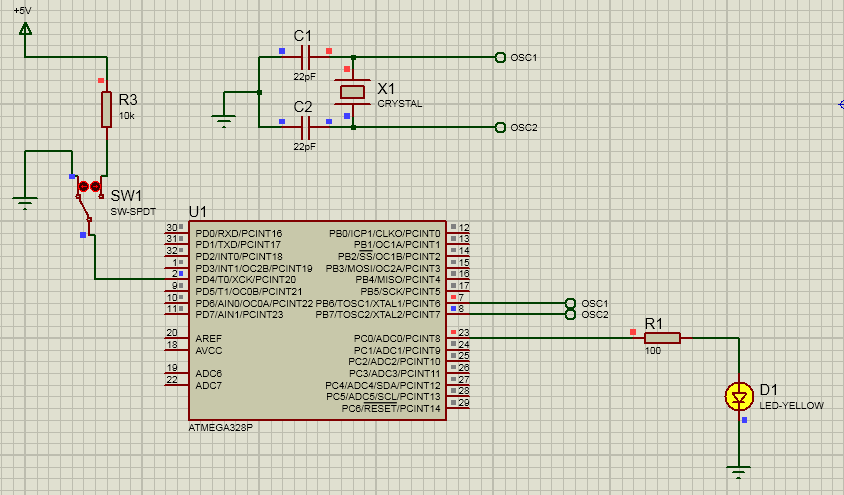 +5V
R3
10k
C1
22pF
C2
22pF
X1
CRYSTAL
OSC1
OSC2
SW1
SW-SPDT
U1
30 PD0/RXD/PCINT16
31 PD1/TXD/PCINT17
32 PD2/INT0/PCINT18
1 PD3/INT1/OC2B/PCINT19
2 PD4/T0/XCK/PCINT20
9 PD5/T1/OC0B/PCINT21
10 PD6/AIN0/OC0A/PCINT22
11 PD7/AIN1/PCINT23
20 AREF
18 AVCC
19 ADC6
22 ADC7
PB0/ICP1/CLKO/PCINT0 12
PB1/OC1A/PCINT1 13
PB2/SS/OC1B/PCINT2 14
PB3/MOSI/OC2A/PCINT3 15
PB4/MISO/PCINT4 16
PB5/SCK/PCINT5 17
PB6/TOSC1/XTAL1/PCINT6 7
PB7/TOSC2/XTAL2/PCINT7 8
PC0/ADC0/PCINT8 23
PC1/ADC1/PCINT9 24
PC2/ADC2/PCINT10 25
PC3/ADC3/PCINT11 26
PC4/ADC4/SDA/PCINT12 27
PC5/ADC5/SCL/PCINT13 28
PC6/RESET/PCINT14 29
ATMEGA328P
OSC1
OSC2
R1
100
D1
LED-YELLOW